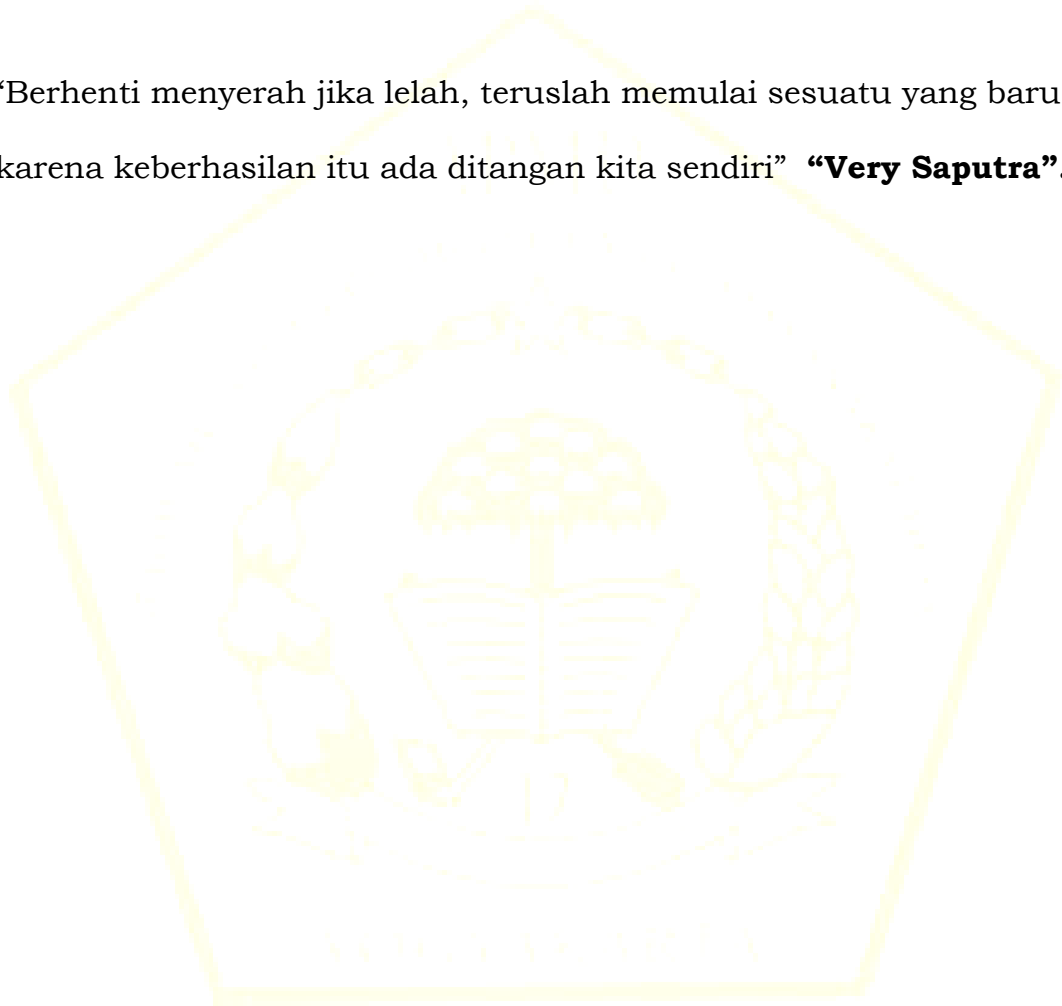 “Berhenti menyerah jika lelah, teruslah memulai sesuatu yang baru
karena keberhasilan itu ada ditangan kita sendiri” “Very Saputra”.